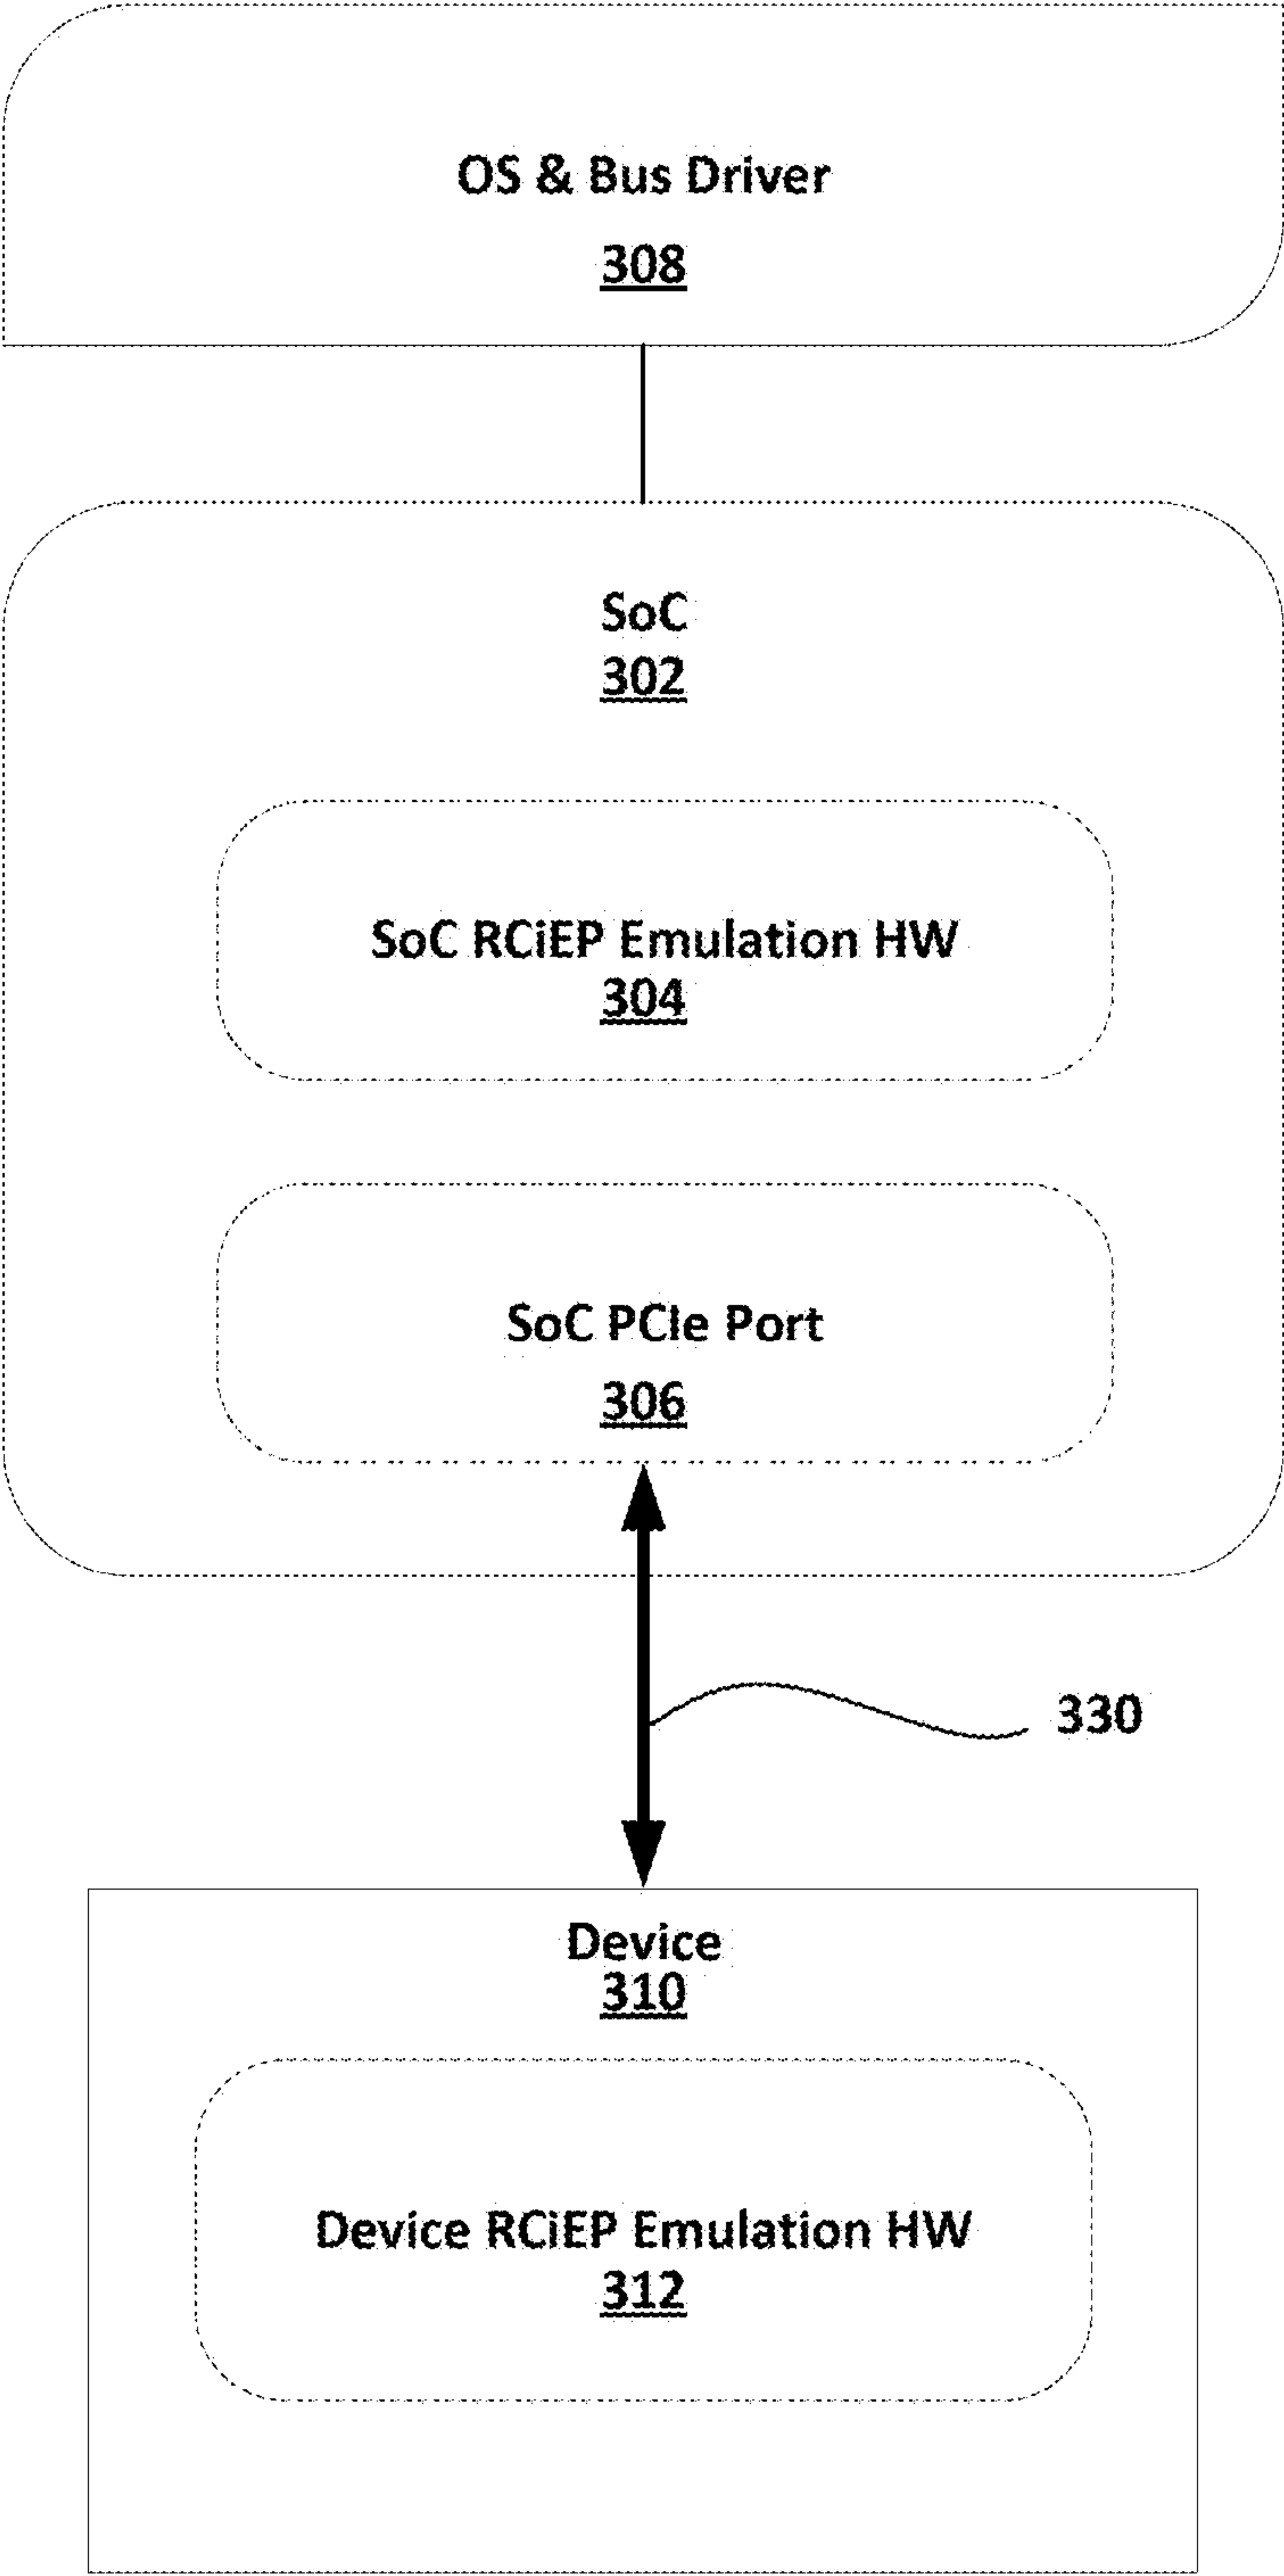 OS & Bus Driver
308
SoC
302
SoC RCiEP Emulation HW
304
SoC PCIe Port
306
330
Device
310
Device RCiEP Emulation HW
312